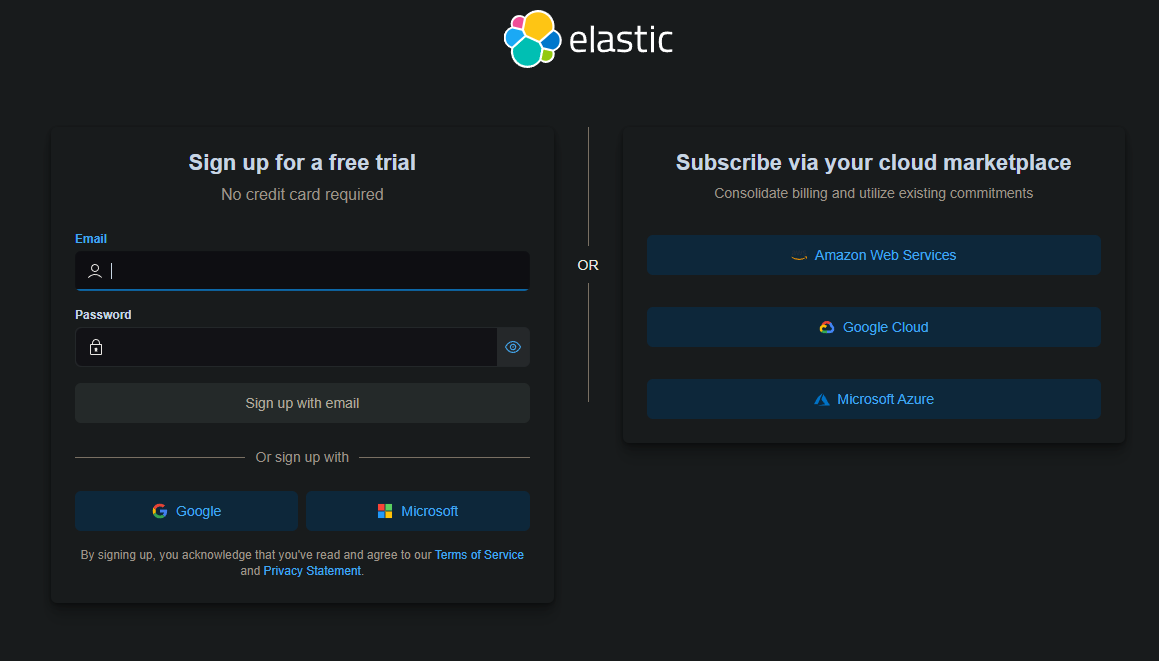 elastic
Sign up for a free trial
No credit card required
Email
Password
Sign up with email
Or sign up with
Google
Microsoft
By signing up, you acknowledge that you've read and agree to our Terms of Service
and Privacy Statement.
OR
Subscribe via your cloud marketplace
Consolidate billing and utilize existing commitments
Amazon Web Services
Google Cloud
Microsoft Azure